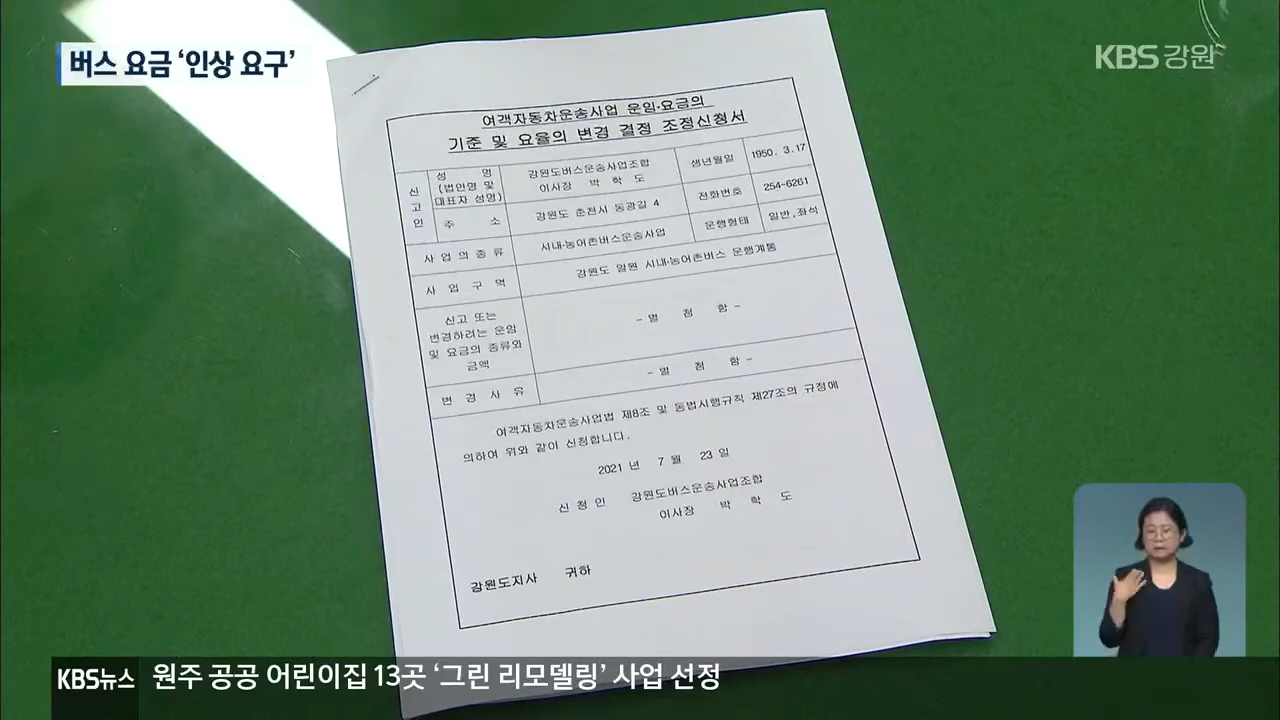 버스 요금 ‘인상 요구’
KBS 강원
여객자동차운송사업 운임·요금의
기준 및 요율의 변경 결정 조정신청서
신고인
성 명
(법인명 및
대표자 성명)
강원도버스운송사업조합
이사장 박 학 도
생년월일
1950. 3.17
주 소
강원도 춘천시 동광길 4
전화번호
254-6261
사 업 의 종 류
시내·농어촌버스운송사업
운행형태
일반,좌석
사 업 구 역
강원도 일원 시내·농어촌버스 운행계통
신고 또는
변경하려는 운임
및 요금의 종류와
금액
- 별 첨 함 -
변 경 사 유
- 별 첨 함 -
여객자동차운송사업법 제8조 및 동법시행규칙 제27조의 규정에
의하여 위와 같이 신청합니다.
2021 년 7 월 23 일
신 청 인 강원도버스운송사업조합
이사장 박 학 도
강원도지사 귀하
KBS뉴스 원주 공공 어린이집 13곳 ‘그린 리모델링’ 사업 선정